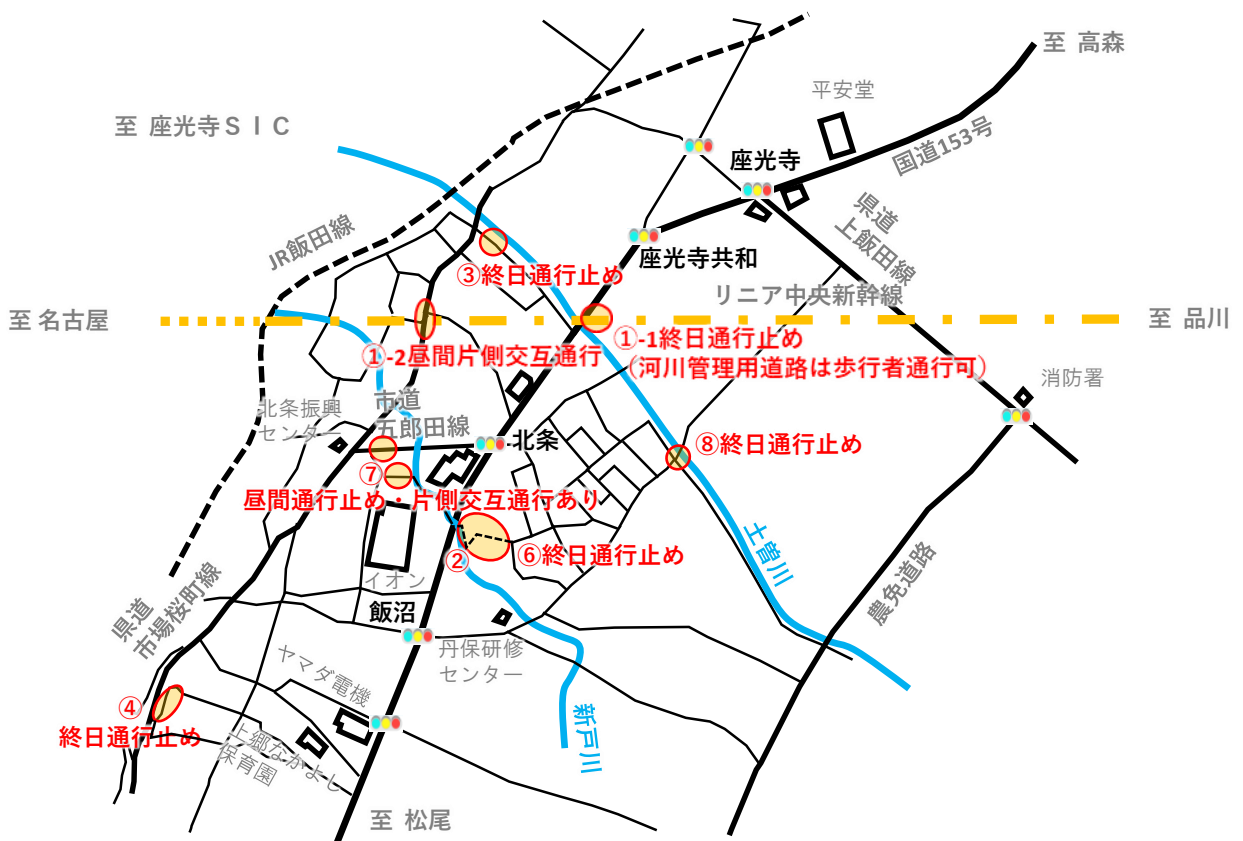 至 高森
平安堂
至 座光寺ＳＩＣ
国道153号
座光寺
県道
上飯田線
JR飯田線
座光寺共和
③終日通行止め
リニア中央新幹線
至 名古屋
至 品川
①-1終日通行止め
（河川管理用道路は歩行者通行可）
①-2昼間片側交互通行
消防署
市道
五郎田線
北条振興
センター
北条
⑧終日通行止め
⑦
昼間通行止め・片側交互通行あり
②
⑥終日通行止め
土曽川
イオン
農免道路
県道
市場桜町線
飯沼
丹保研修
センター
ヤマダ電機
④
終日通行止め
新戸川
上郷なかよし
保育園
至 松尾